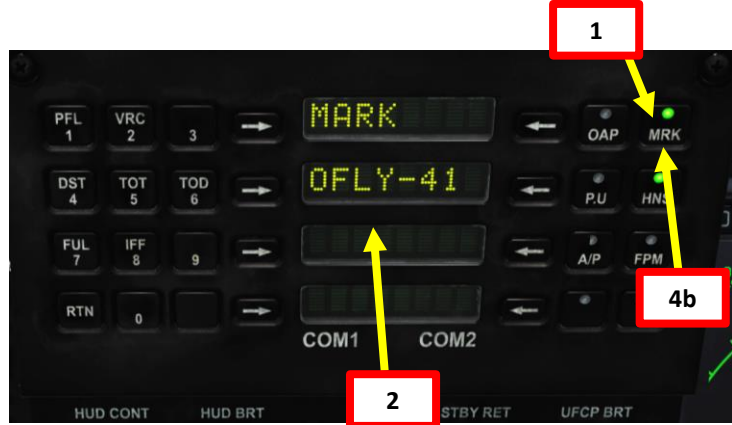 1
MARK
PFL 1
VRC 2
3
OAP
MRK
OFLY-41
DST 4
TOT 5
TOD 6
P.U
HNS
FUL 7
IFF 8
9
A/P
FPM
4b
RTN
0
COM1 COM2
2
HUD CONT HUD BRT STBY RET UFCP BRT